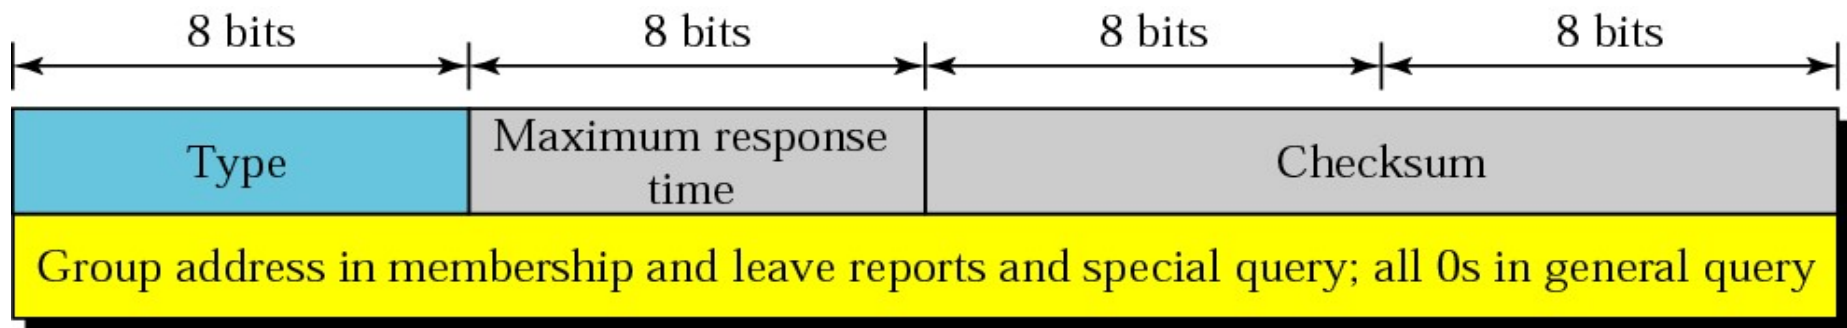 8 bits 8 bits 8 bits 8 bits
Type
Maximum response
time
Checksum
Group address in membership and leave reports and special query; all 0s in general query